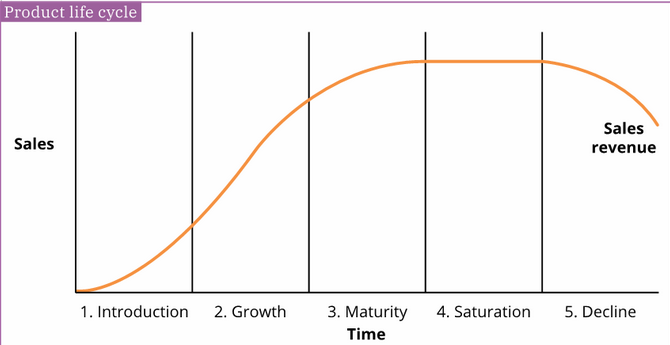 Product life cycle
Sales
Sales
revenue
1. Introduction
2. Growth
3. Maturity
4. Saturation
5. Decline
Time